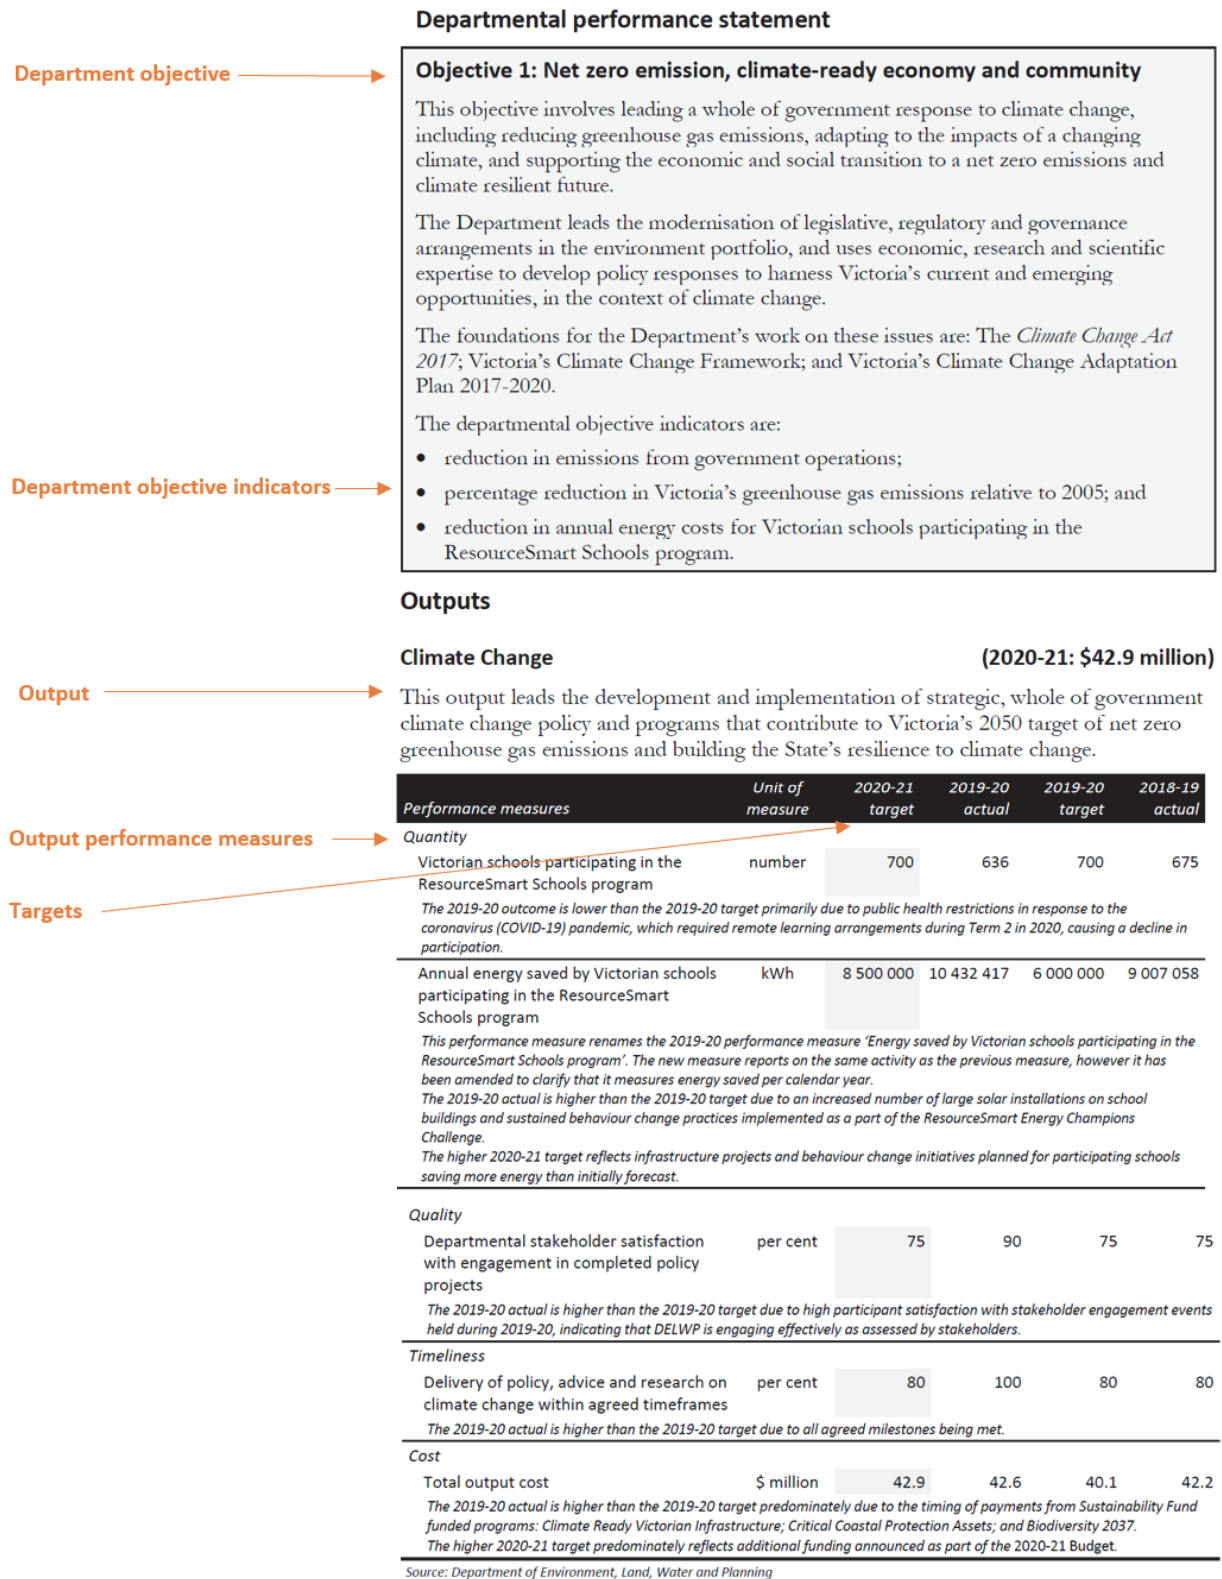 Departmental performance statement
Department objective
Objective 1: Net zero emission, climate-ready economy and community
This objective involves leading a whole of government response to climate change,
including reducing greenhouse gas emissions, adapting to the impacts of a changing
climate, and supporting the economic and social transition to a net zero emissions and
climate resilient future.
The Department leads the modernisation of legislative, regulatory and governance
arrangements in the environment portfolio, and uses economic, research and scientific
expertise to develop policy responses to harness Victoria's current and emerging
opportunities, in the context of climate change.
The foundations for the Department's work on these issues are: The Climate Change Act
2017; Victoria's Climate Change Framework; and Victoria's Climate Change Adaptation
Plan 2017-2020.
The departmental objective indicators are:
• reduction in emissions from government operations;
Department objective indicators
• percentage reduction in Victoria's greenhouse gas emissions relative to 2005; and
• reduction in annual energy costs for Victorian schools participating in the
ResourceSmart Schools program.
Outputs
Climate Change (2020-21: $42.9 million)
Output
This output leads the development and implementation of strategic, whole of government
climate change policy and programs that contribute to Victoria's 2050 target of net zero
greenhouse gas emissions and building the State's resilience to climate change.
Unit of 2020-21 2019-20 2019-20 2018-19
Performance measures measure target actual target actual
Output performance measures
Quantity
Victorian schools participating in the number 700 636 700 675
ResourceSmart Schools program
Targets
The 2019-20 outcome is lower than the 2019-20 target primarily due to public health restrictions in response to the
coronavirus (COVID-19) pandemic, which required remote learning arrangements during Term 2 in 2020, causing a decline in
participation.
Annual energy saved by Victorian schools kWh 8 500 000 10 432 417 6 000 000 9 007 058
participating in the ResourceSmart
Schools program
This performance measure renames the 2019-20 performance measure 'Energy saved by Victorian schools participating in the
ResourceSmart Schools program'. The new measure reports on the same activity as the previous measure, however it has
been amended to clarify that it measures energy saved per calendar year.
The 2019-20 actual is higher than the 2019-20 target due to an increased number of large solar installations on school
buildings and sustained behaviour change practices implemented as a part of the ResourceSmart Energy Champions
Challenge.
The higher 2020-21 target reflects infrastructure projects and behaviour change initiatives planned for participating schools
saving more energy than initially forecast.
Quality
Departmental stakeholder satisfaction per cent 75 90 75 75
with engagement in completed policy
projects
The 2019-20 actual is higher than the 2019-20 target due to high participant satisfaction with stakeholder engagement events
held during 2019-20, indicating that DELWP is engaging effectively as assessed by stakeholders.
Timeliness
Delivery of policy, advice and research on per cent 80 100 80 80
climate change within agreed timeframes
The 2019-20 actual is higher than the 2019-20 target due to all agreed milestones being met.
Cost
Total output cost $ million 42.9 42.6 40.1 42.2
The 2019-20 actual is higher than the 2019-20 target predominately due to the timing of payments from Sustainability Fund
funded programs: Climate Ready Victorian Infrastructure; Critical Coastal Protection Assets; and Biodiversity 2037.
The higher 2020-21 target predominately reflects additional funding announced as part of the 2020-21 Budget.
Source: Department of Environment, Land, Water and Planning